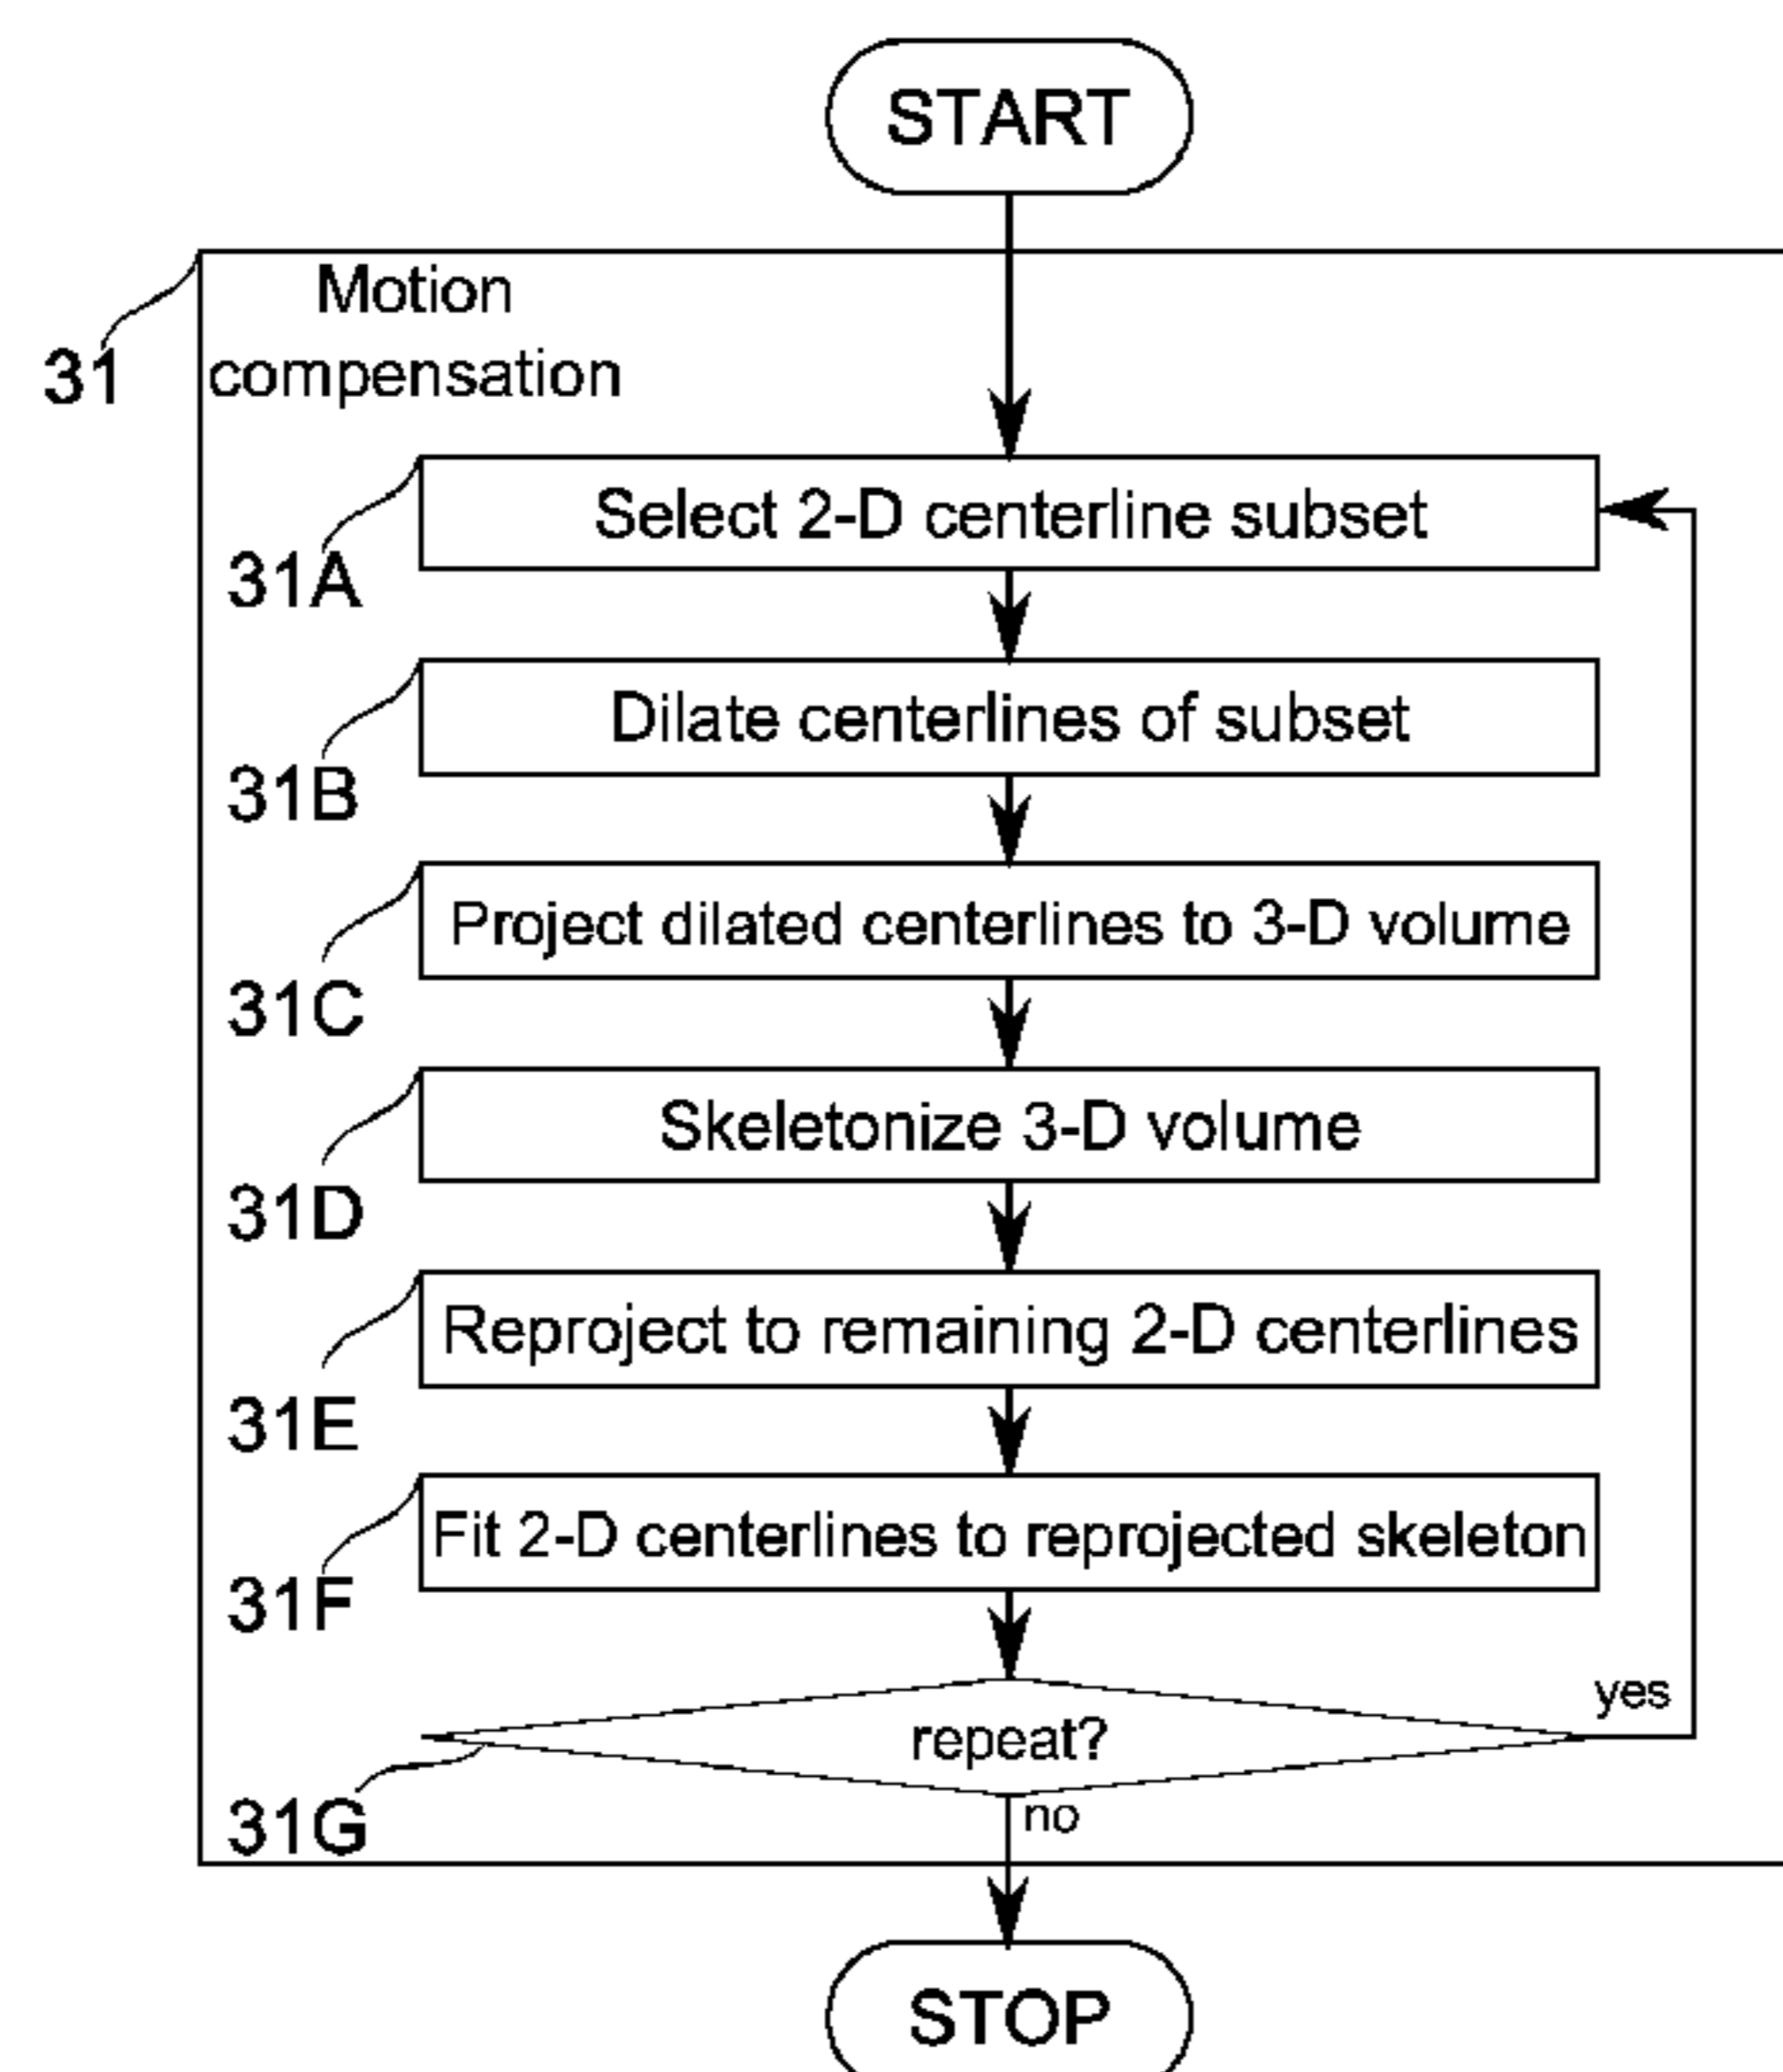 START
Motion
compensation
31
Select 2-D centerline subset
31A
Dilate centerlines of subset
31B
Project dilated centerlines to 3-D volume
31C
Skeletonize 3-D volume
31D
Reproject to remaining 2-D centerlines
31E
Fit 2-D centerlines to reprojected skeleton
31F
yes
repeat?
31G
no
STOP